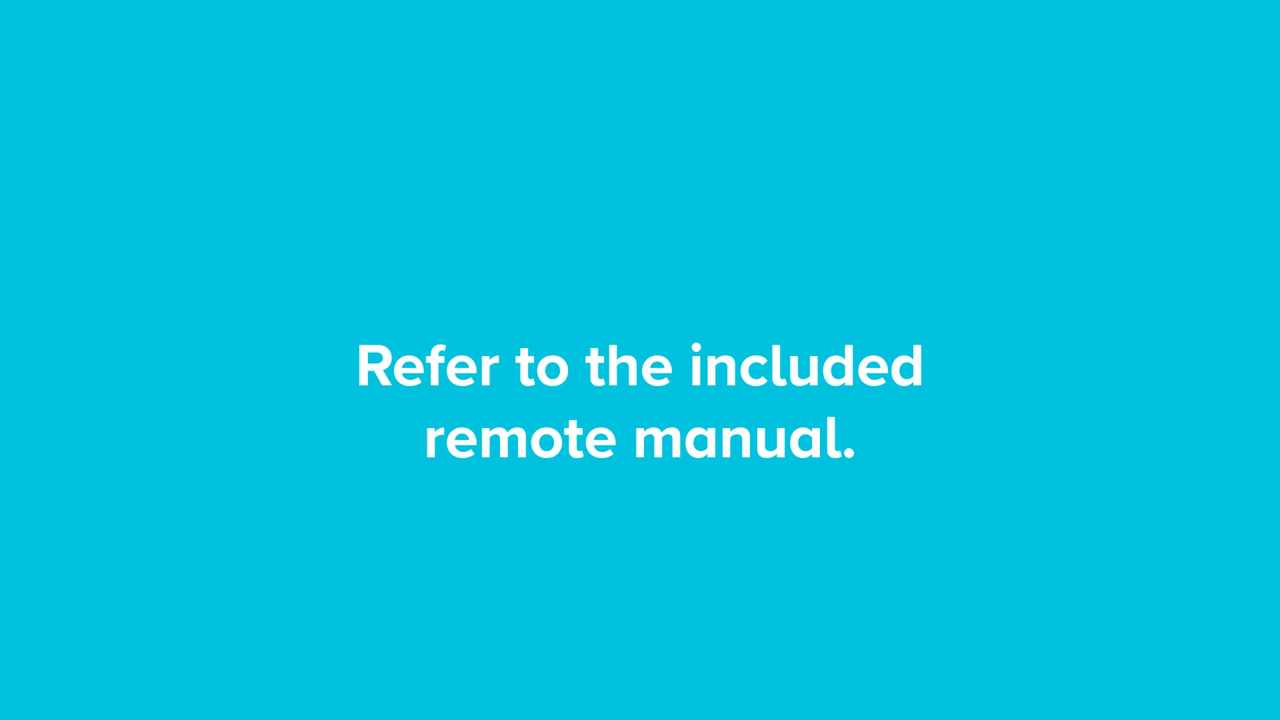 Refer to the included
remote manual.